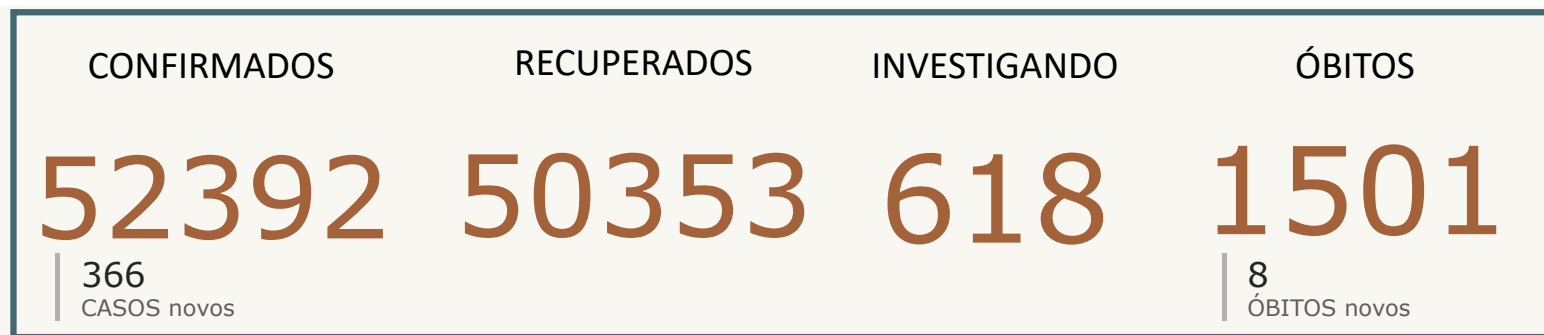 CONFIRMADOS RECUPERADOS INVESTIGANDO ÓBITOS
52392 50353 618 1501
366 8
CASOS novos ÓBITOS novos